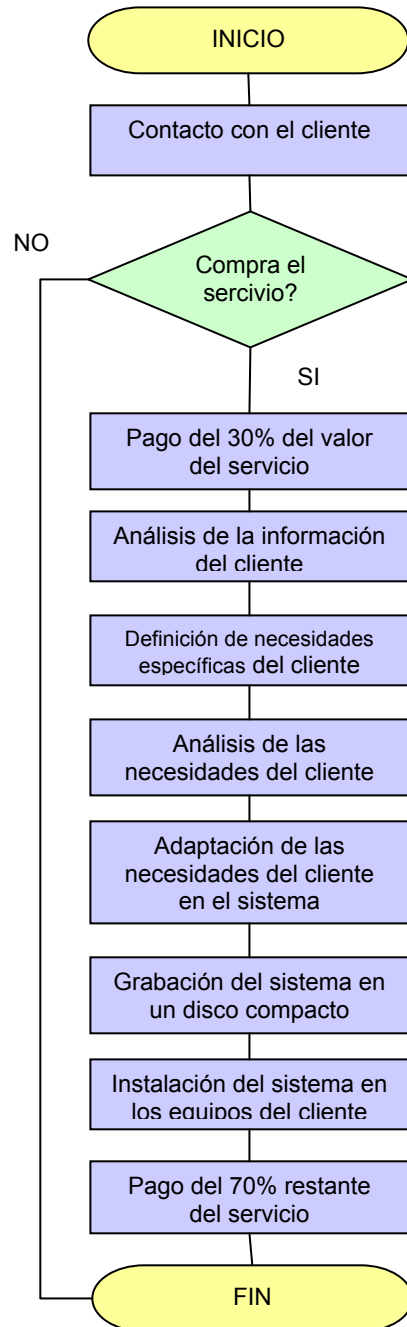 INICIO
Contacto con el cliente
NO
Compra el
sercivio?
SI
Pago del 30% del valor
del servicio
Análisis de la información
del cliente
Definición de necesidades
específicas del cliente
Análisis de las
necesidades del cliente
Adaptación de las
necesidades del cliente
en el sistema
Grabación del sistema en
un disco compacto
Instalación del sistema en
los equipos del cliente
Pago del 70% restante
del servicio
FIN